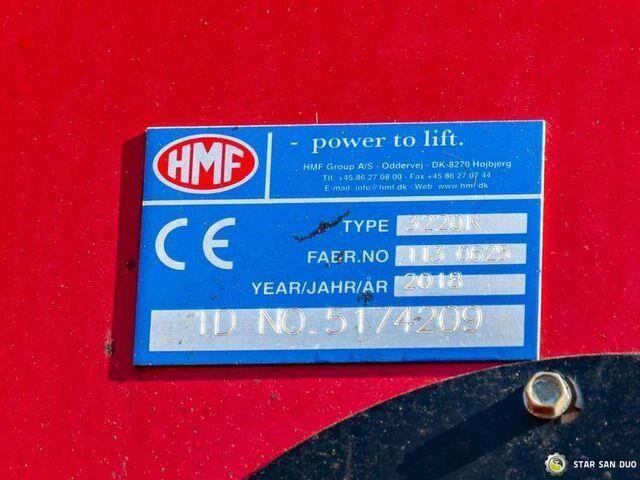 HMF
- power to lift.
HMF Group A/S - Oddervej - DK-8270 Hojbjerg
Tlf. +45.86 27 08 00 - Fax +45 86 27 07 44
E-mail: info@hmf.dk - Web: www.hmf.dk
CE
TYPE 3220K
FABR.NO 113 0625
YEAR/JAHR/ÅR 2018
ID NO.5174209
STAR SAN DUO